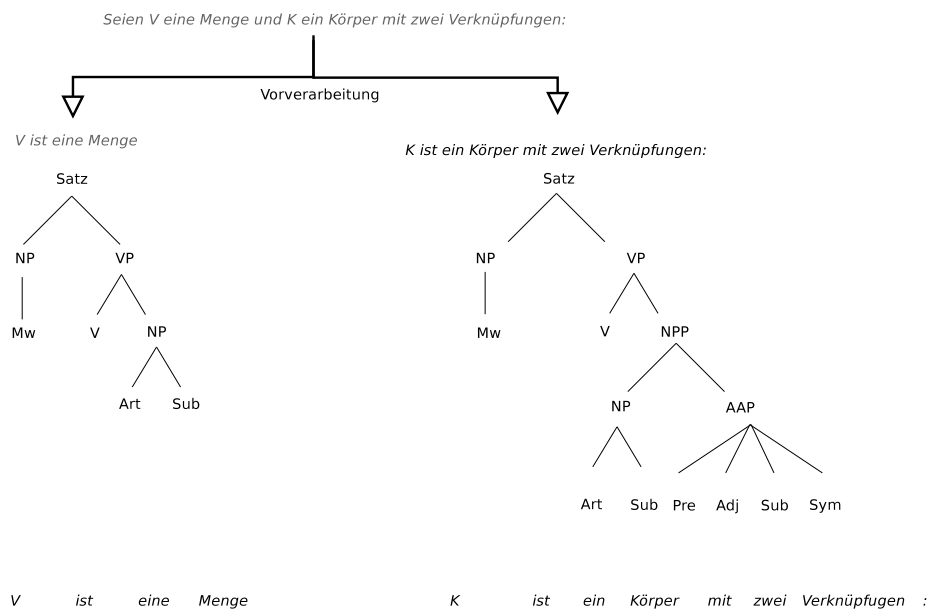 Seien V eine Menge und K ein Körper mit zwei Verknüpfungen:
Vorverarbeitung
V ist eine Menge
K ist ein Körper mit zwei Verknüpfungen:
Satz
Satz
NP VP
NP VP
Mw V NP
Mw V NPP
Art Sub
NP AAP
Art Sub Pre Adj Sub Sym
V ist eine Menge
K ist ein Körper mit zwei Verknüpfugen :